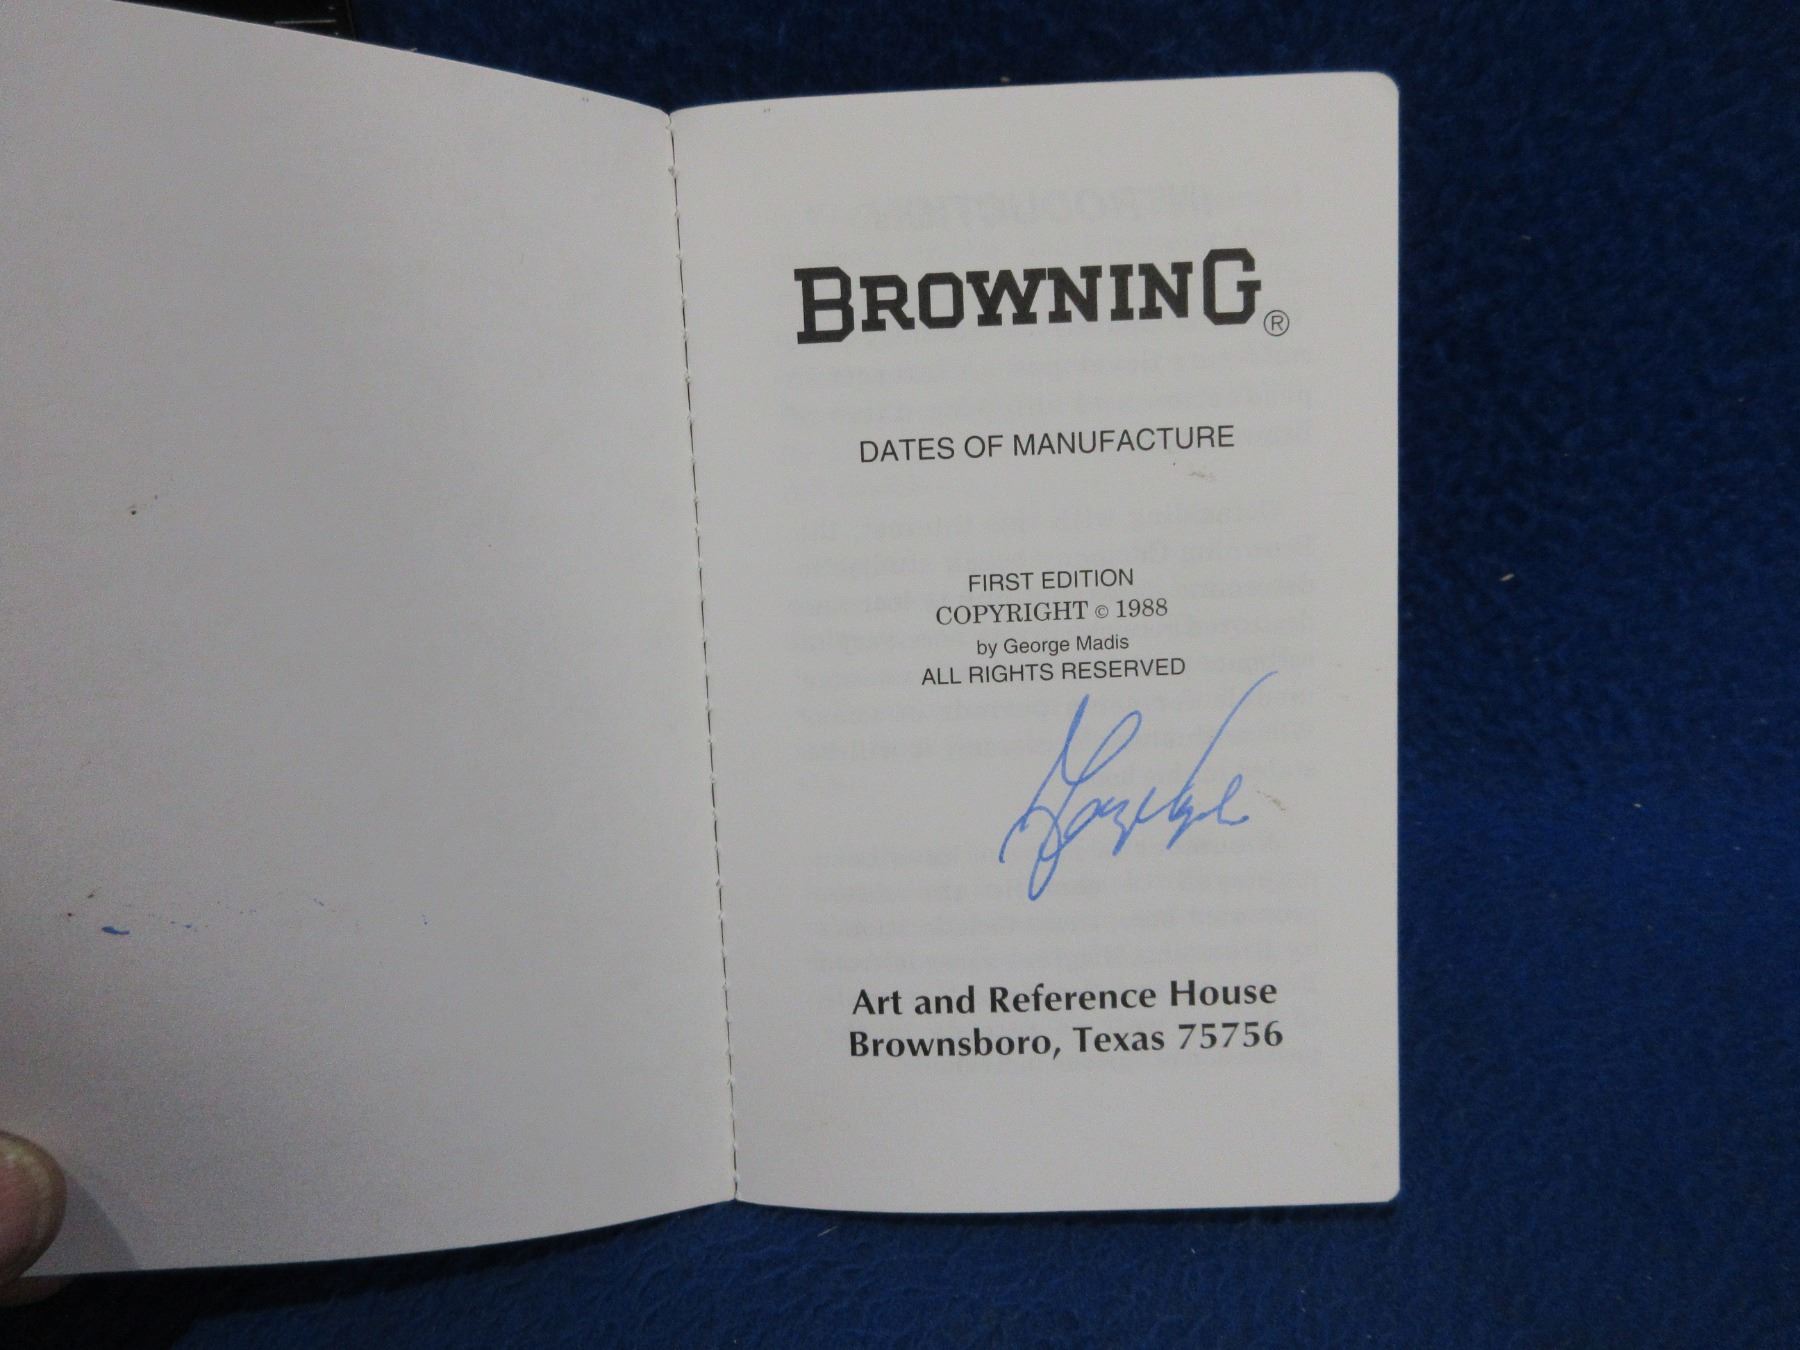 BROWNING®
DATES OF MANUFACTURE
FIRST EDITION
COPYRIGHT © 1988
by George Madis
ALL RIGHTS RESERVED
Art and Reference House
Brownsboro, Texas 75756